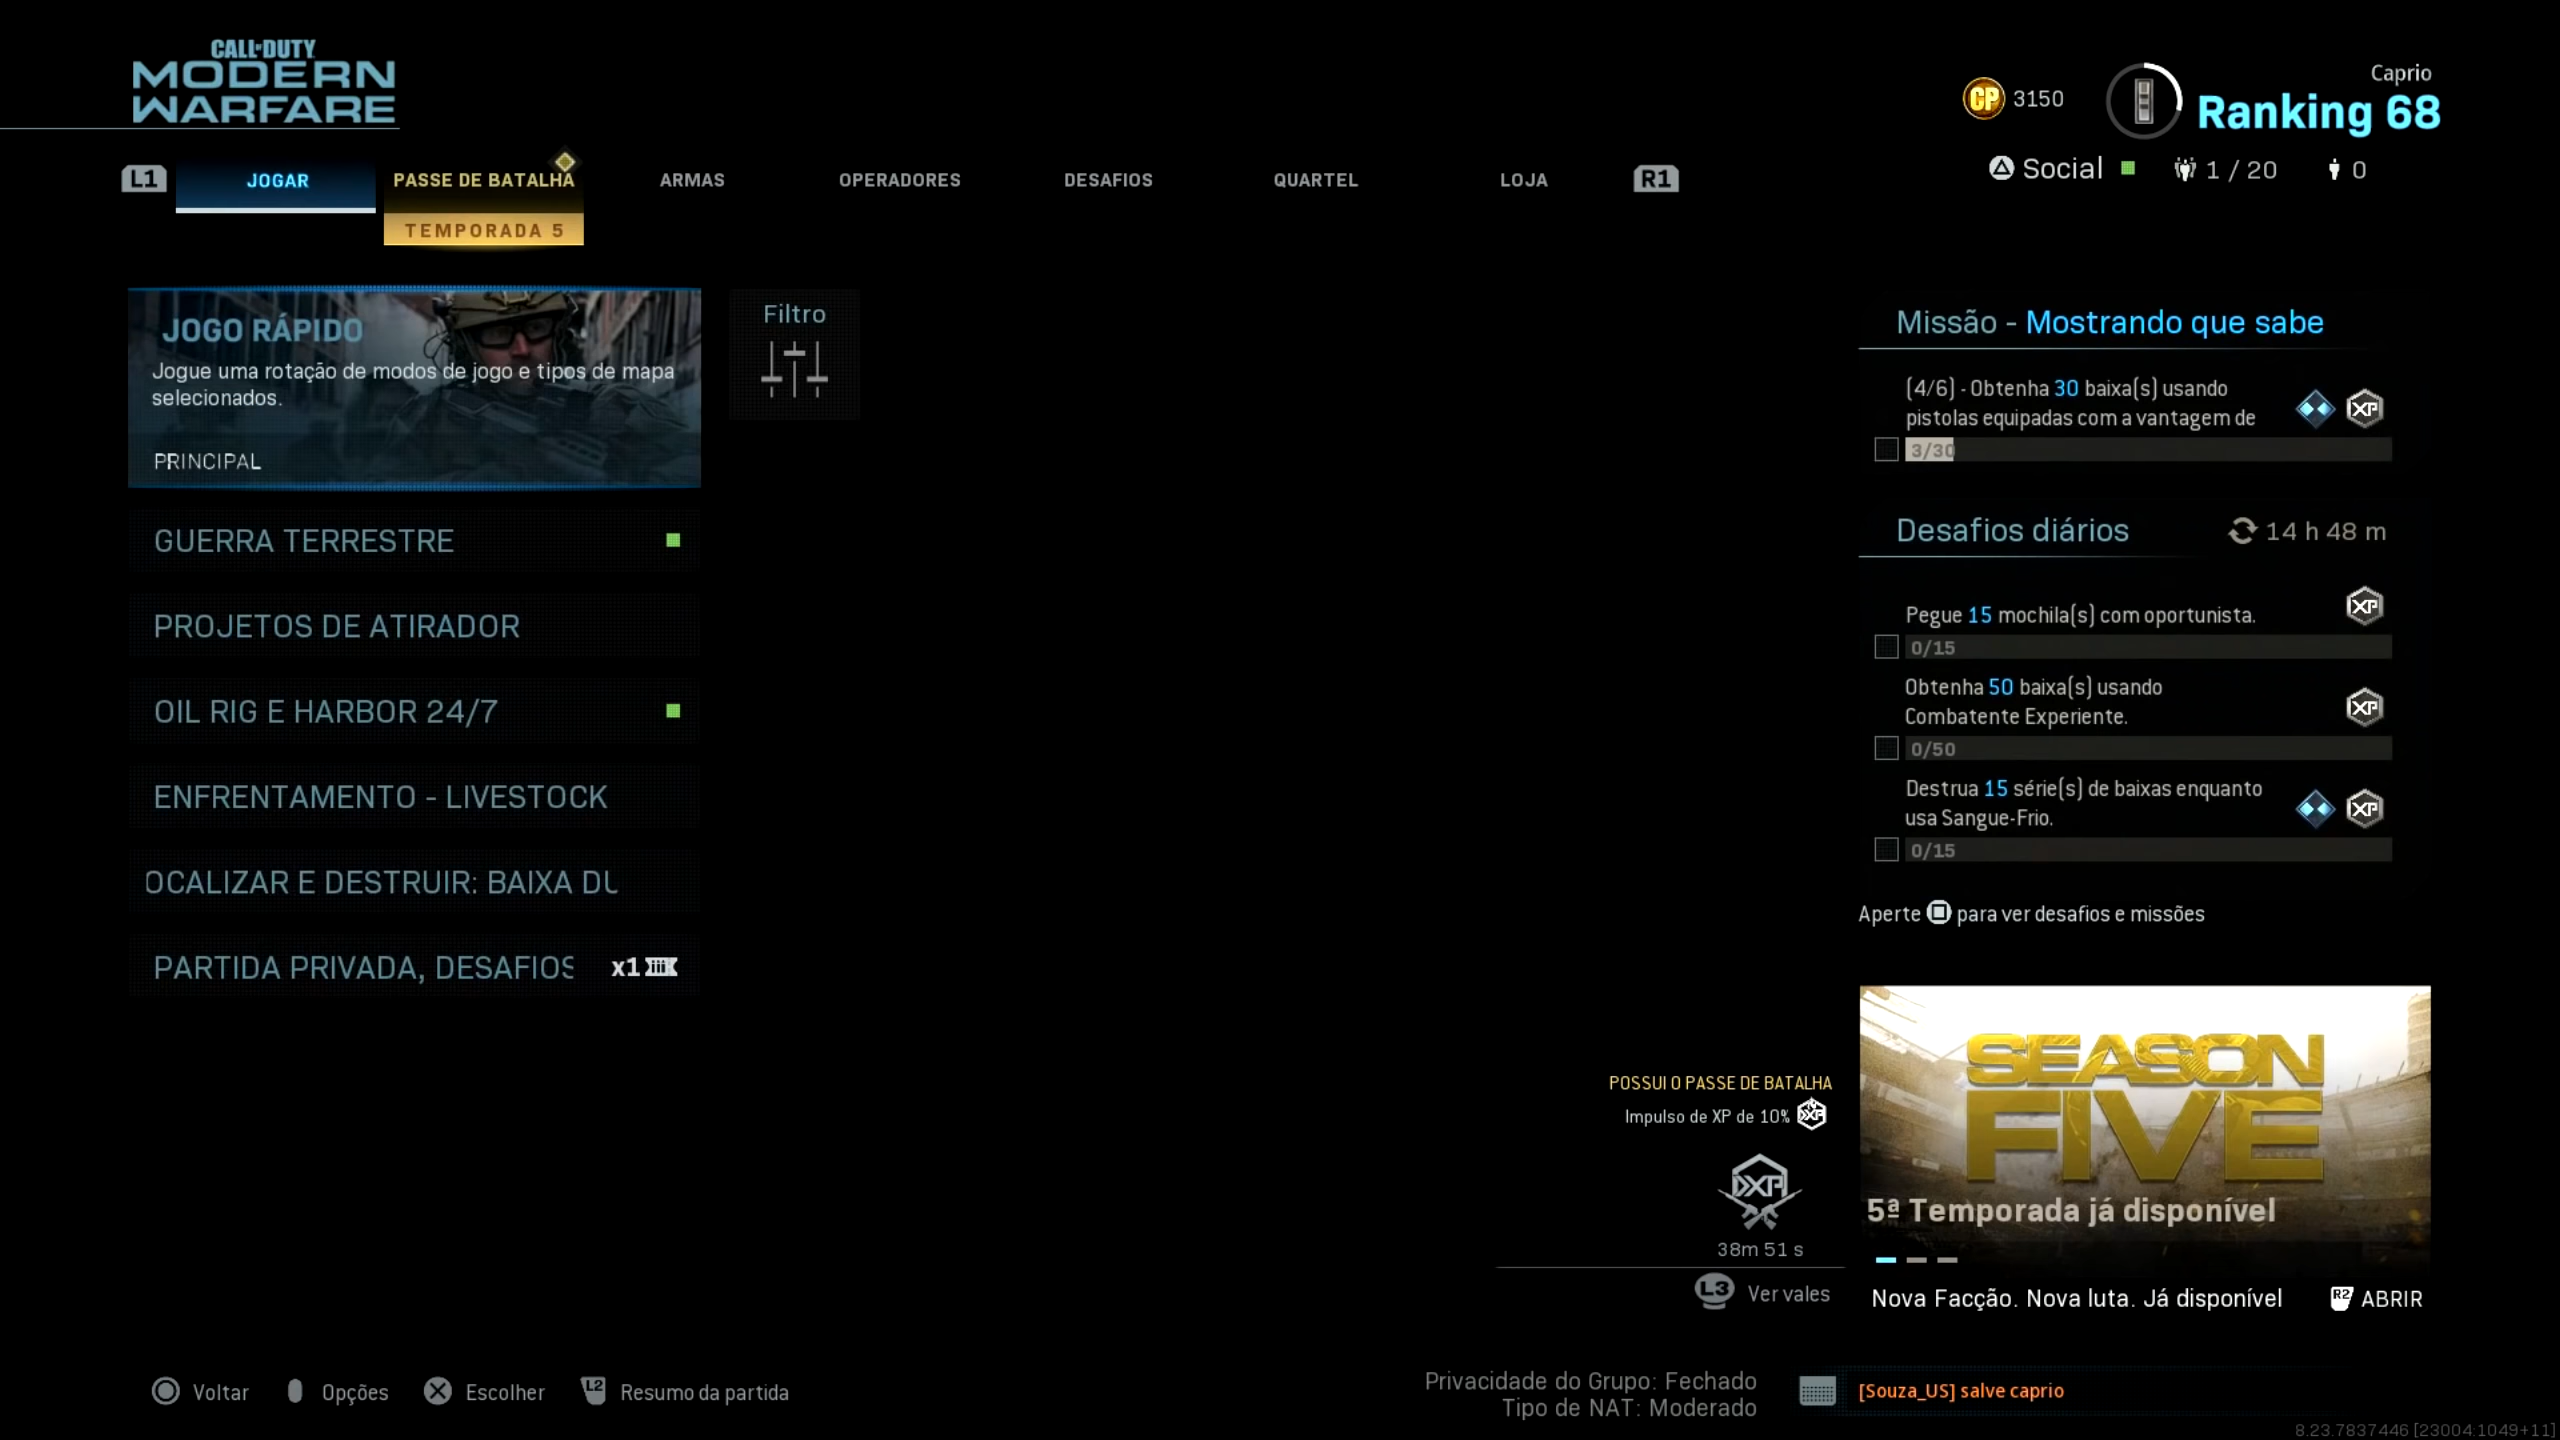 CALL OF DUTY
MODERN
WARFARE
CP 3150
Caprio
Ranking 68
Social
1 / 20
0
L1
JOGAR
PASSE DE BATALHA
ARMAS
OPERADORES
DESAFIOS
QUARTEL
LOJA
R1
TEMPORADA 5
JOGO RÁPIDO
Jogue uma rotação de modos de jogo e tipos de mapa
selecionados.
PRINCIPAL
Filtro
GUERRA TERRESTRE
PROJETOS DE ATIRADOR
OIL RIG E HARBOR 24/7
ENFRENTAMENTO - LIVESTOCK
OCALIZAR E DESTRUIR: BAIXA DU
PARTIDA PRIVADA, DESAFIOS
x1
Missão - Mostrando que sabe
(4/6) - Obtenha 30 baixa(s) usando
pistolas equipadas com a vantagem de
XP
3/30
Desafios diários
14 h 48 m
Pegue 15 mochila(s) com oportunista.
XP
0/15
Obtenha 50 baixa(s) usando
Combatente Experiente.
XP
0/50
Destrua 15 série(s) de baixas enquanto
usa Sangue-Frio.
XP
0/15
Aperte para ver desafios e missões
POSSUI O PASSE DE BATALHA
Impulso de XP de 10%
38m 51 s
L3 Ver vales
SEASON
FIVE
5ª Temporada já disponível
Nova Facção. Nova luta. Já disponível
R2 ABRIR
Voltar
Opções
Escolher
L2 Resumo da partida
Privacidade do Grupo: Fechado
Tipo de NAT: Moderado
[Souza_US] salve caprio
8.23.7837446 [23004:1049+11]